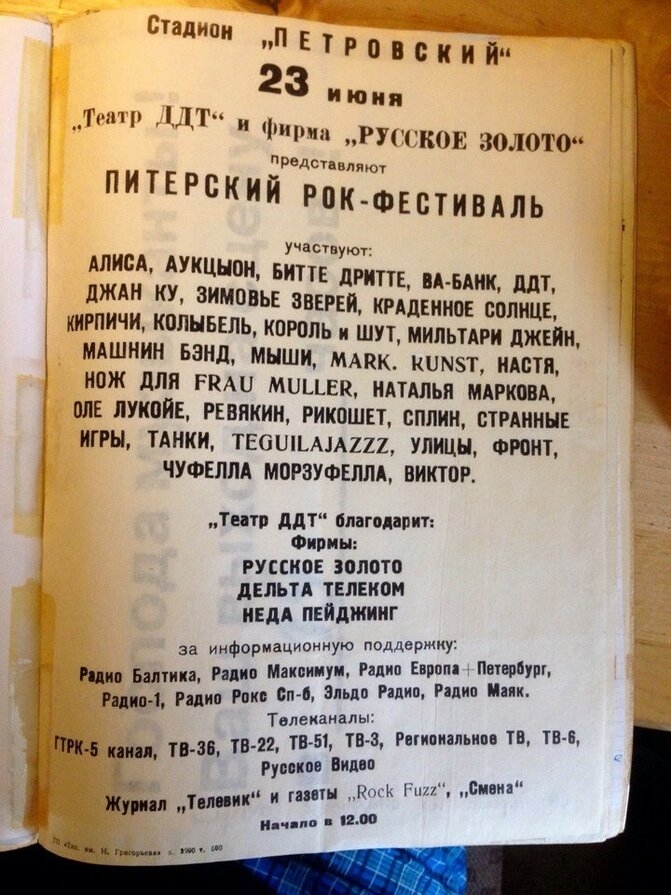 Стадион „ПЕТРОВСКИЙ“
23 июня
„Театр ДДТ“ и фирма „РУССКОЕ ЗОЛОТО“
представляют
ПИТЕРСКИЙ РОК-ФЕСТИВАЛЬ
участвуют:
АЛИСА, АУКЦЫОН, БИТТЕ ДРИТТЕ, ВА-БАНК, ДДТ,
ДЖАН КУ, ЗИМОВЬЕ ЗВЕРЕЙ, КРАДЕННОЕ СОЛНЦЕ,
КИРПИЧИ, КОЛЫБЕЛЬ, КОРОЛЬ и ШУТ, МИЛЬТАРИ ДЖЕЙН,
МАШНИН БЭНД, МЫШИ, MARK. KUNST, НАСТЯ,
НОЖ ДЛЯ FRAU MULLER, НАТАЛЬЯ МАРКОВА,
ОЛЕ ЛУКОЙЕ, РЕВЯКИН, РИКОШЕТ, СПЛИН, СТРАННЫЕ
ИГРЫ, ТАНКИ, TEGUILAJAZZZ, УЛИЦЫ, ФРОНТ,
ЧУФЕЛЛА МОРЗУФЕЛЛА, ВИКТОР.
„Театр ДДТ“ благодарит:
Фирмы:
РУССКОЕ ЗОЛОТО
ДЕЛЬТА ТЕЛЕКОМ
НЕДА ПЕЙДЖИНГ
за информационную поддержку:
Радио Балтика, Радио Максимум, Радио Европа+Петербург,
Радио-1, Радио Рокс Сп-б, Эльдо Радио, Радио Маяк.
Телеканалы:
ГТРК-5 канал, ТВ-36, ТВ-22, ТВ-51, ТВ-3, Региональное ТВ, ТВ-6,
Русское Видео
Журнал „Телевик“ и газеты „Rock Fuzz“, „Смена“
Начало в 12.00
ГП «Тип. им. Н. Григорьева» з. 3590 т. 600